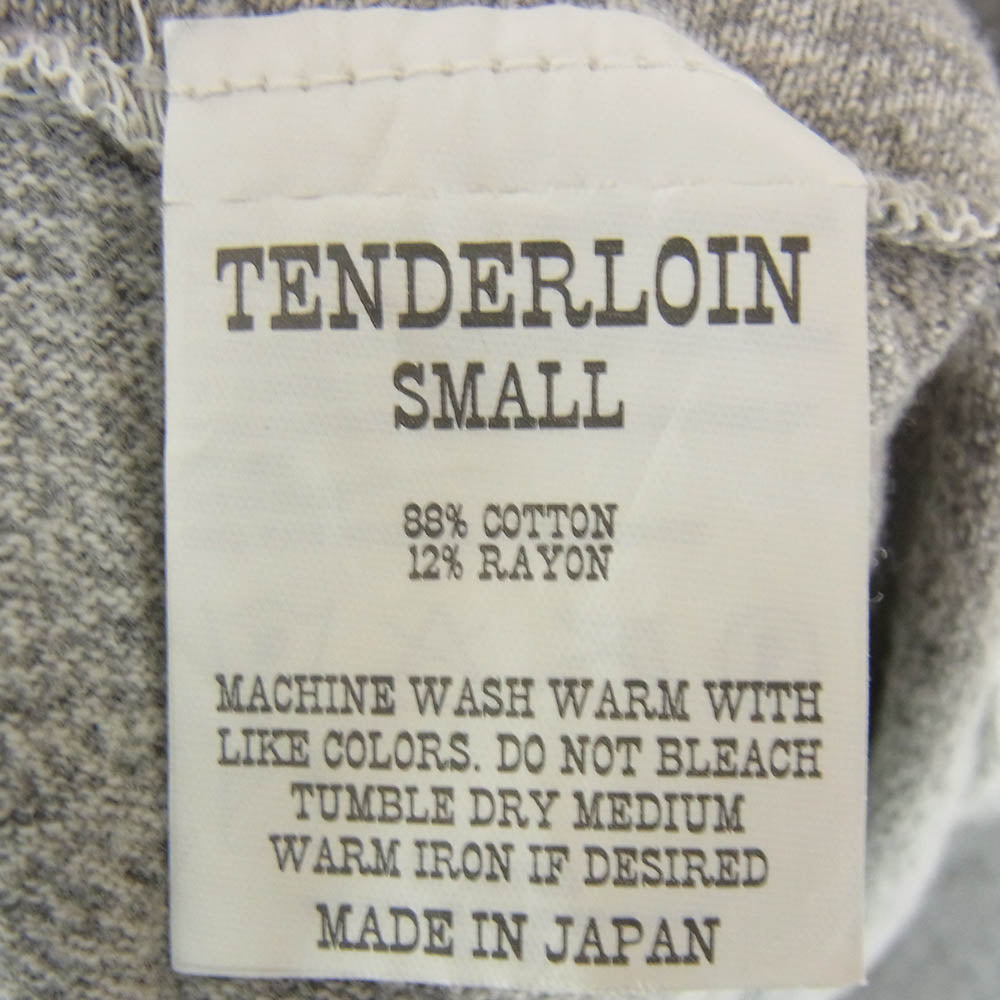 TENDERLOIN
SMALL
88% COTTON
12% RAYON
MACHINE WASH WARM WITH
LIKE COLORS. DO NOT BLEACH
TUMBLE DRY MEDIUM
WARM IRON IF DESIRED
MADE IN JAPAN